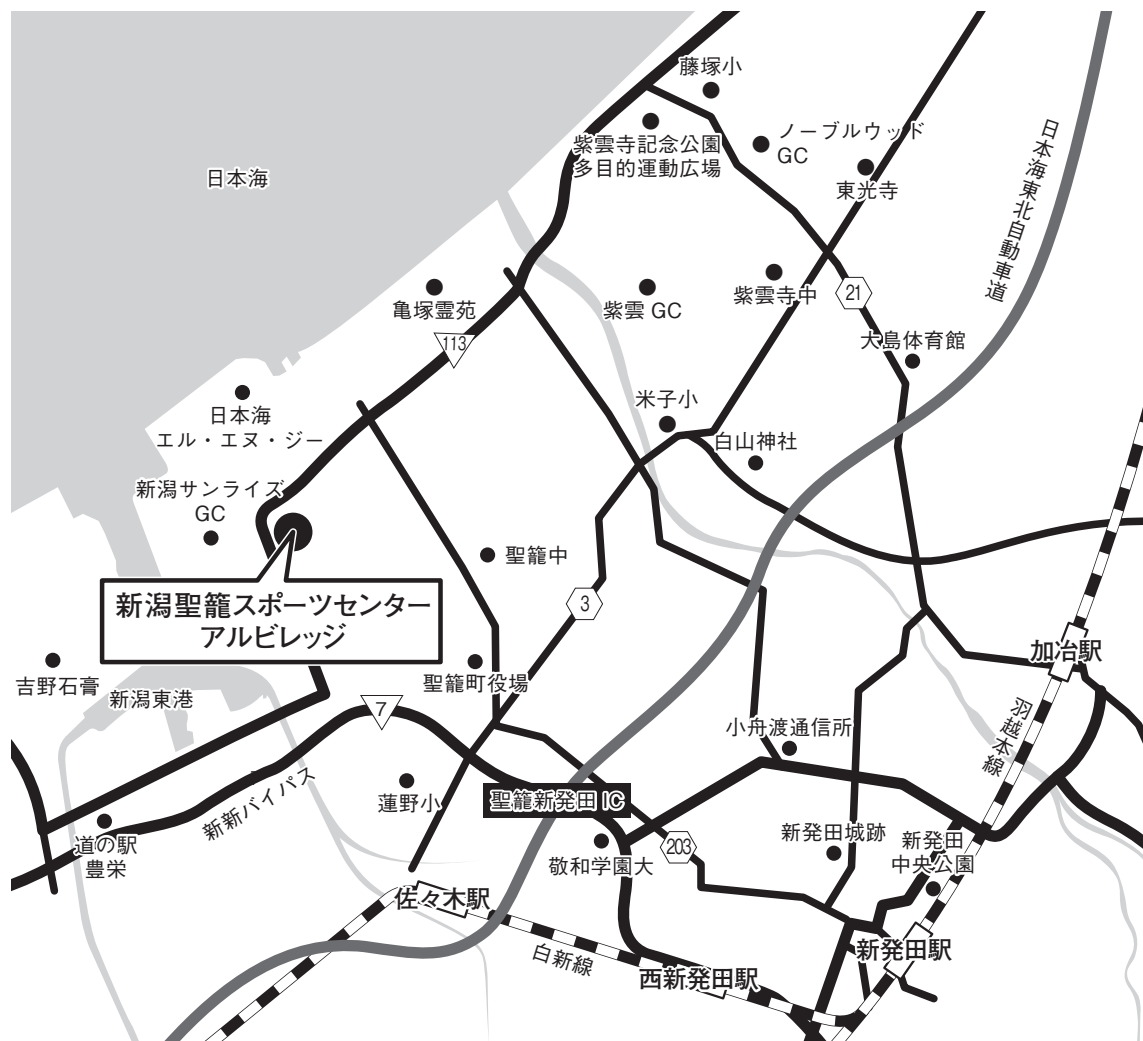 藤塚小
紫雲寺記念公園
多目的運動広場
ノーブルウッド
GC
東光寺
日本海東北自動車道
日本海
亀塚霊苑
紫雲 GC
紫雲寺中
21
113
大島体育館
日本海
エル・エヌ・ジー
米子小
白山神社
新潟サンライズ
GC
聖籠中
新潟聖籠スポーツセンター
アルビレッジ
3
吉野石膏
新潟東港
聖籠町役場
加治駅
7
小舟渡通信所
羽越本線
新新バイパス
蓮野小
聖籠新発田 IC
道の駅
豊栄
敬和学園大
203
新発田城跡
新発田
中央公園
佐々木駅
白新線
西新発田駅
新発田駅